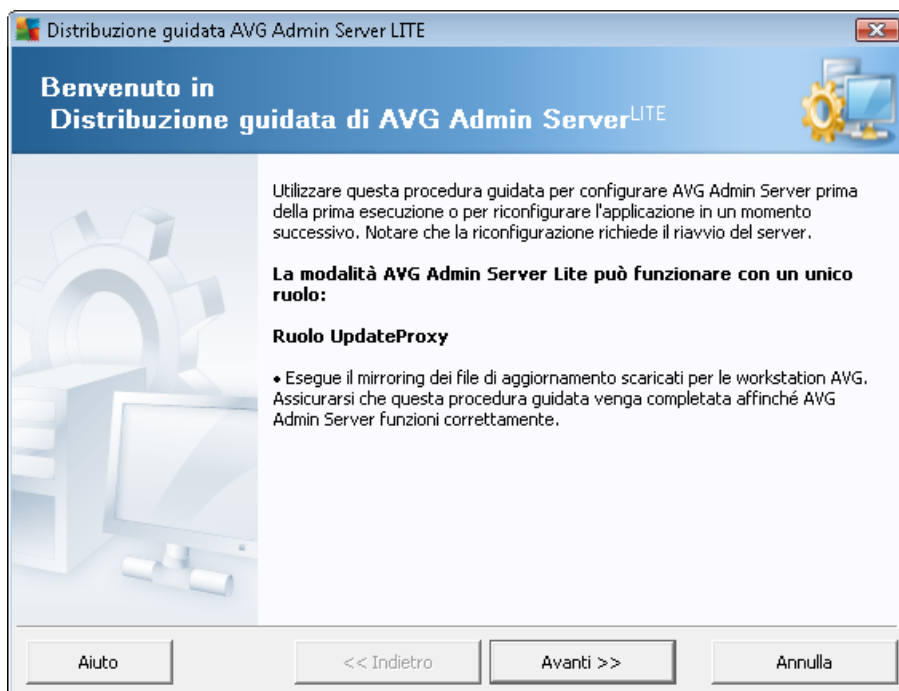 Distribuzione guidata AVG Admin Server LITE
Benvenuto in
Distribuzione guidata di AVG Admin Server LITE
Utilizzare questa procedura guidata per configurare AVG Admin Server prima
della prima esecuzione o per riconfigurare l'applicazione in un momento
successivo. Notare che la riconfigurazione richiede il riavvio del server.
La modalità AVG Admin Server Lite può funzionare con un unico
ruolo:
Ruolo UpdateProxy
• Esegue il mirroring dei file di aggiornamento scaricati per le workstation AVG.
Assicurarsi che questa procedura guidata venga completata affinché AVG
Admin Server funzioni correttamente.
Aiuto
<< Indietro
Avanti >>
Annulla